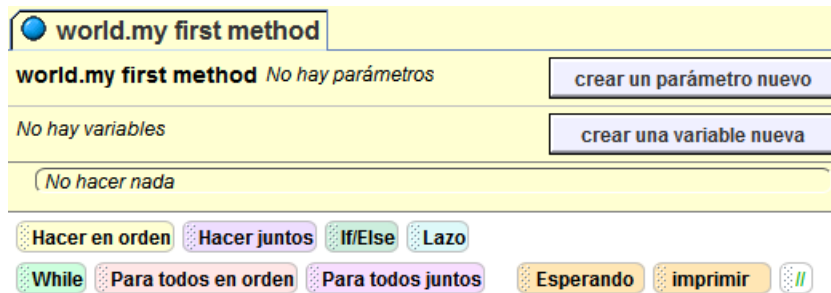 world.my first method
world.my first method No hay parámetros crear un parámetro nuevo
No hay variables crear una variable nueva
No hacer nada
Hacer en orden Hacer juntos If/Else Lazo
While Para todos en orden Para todos juntos Esperando imprimir //